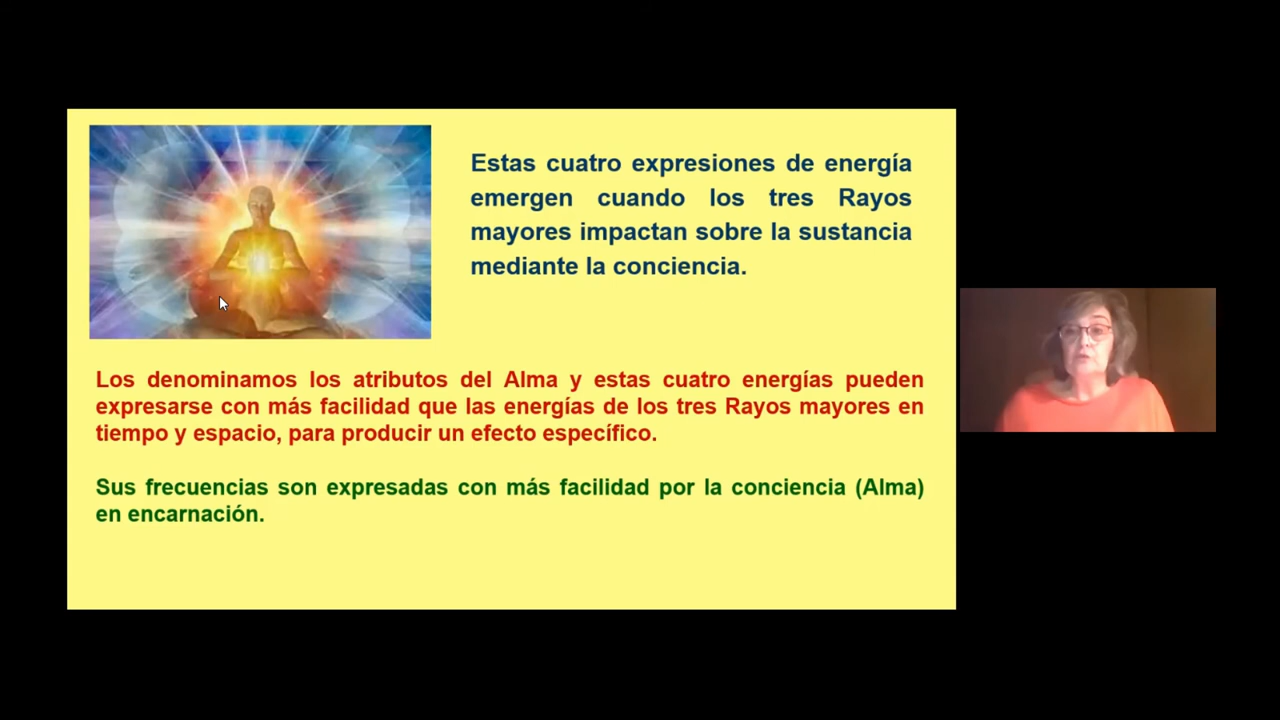 Estas cuatro expresiones de energía
emergen cuando los tres Rayos
mayores impactan sobre la sustancia
mediante la conciencia.
Los denominamos los atributos del Alma y estas cuatro energías pueden
expresarse con más facilidad que las energías de los tres Rayos mayores en
tiempo y espacio, para producir un efecto específico.
Sus frecuencias son expresadas con más facilidad por la conciencia (Alma)
en encarnación.